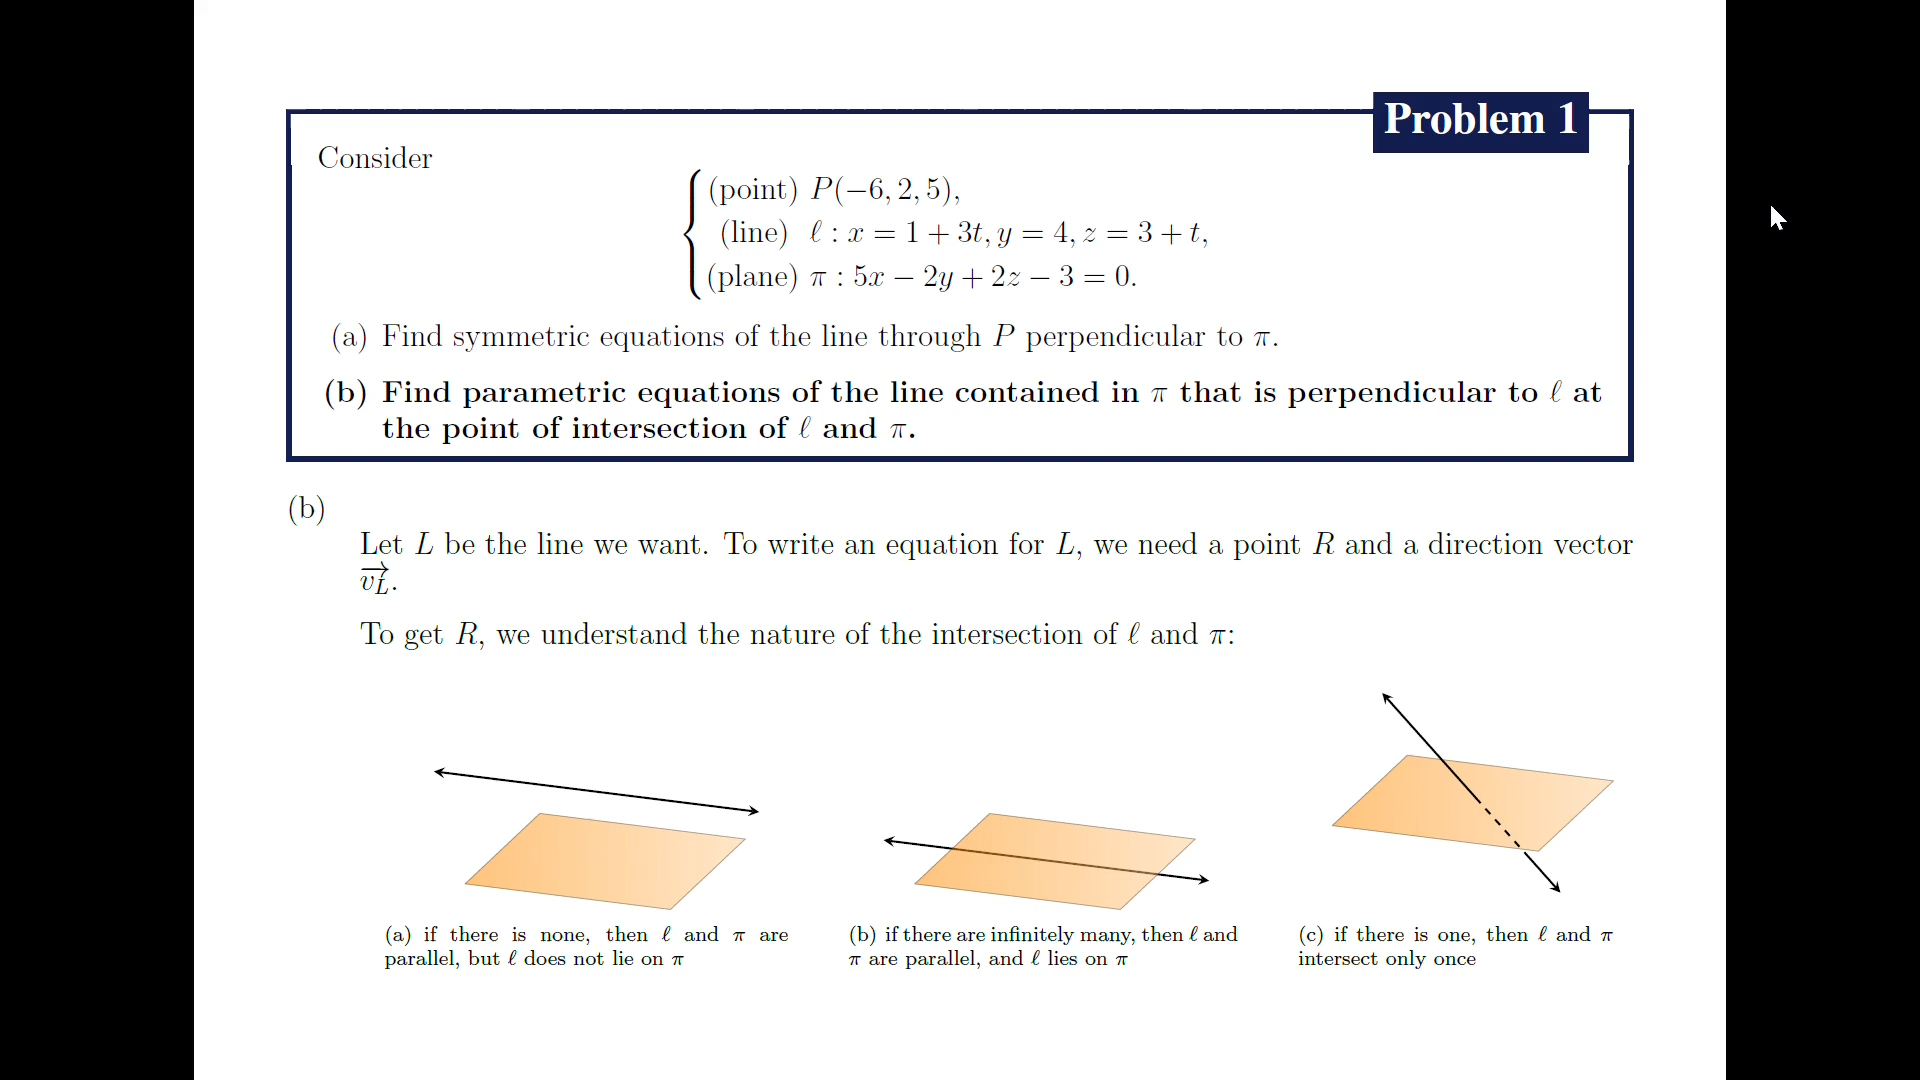 Problem 1
Consider
(point) P(−6, 2, 5),
(line) ℓ : x = 1 + 3t, y = 4, z = 3 + t,
(plane) π : 5x − 2y + 2z − 3 = 0.
(a) Find symmetric equations of the line through P perpendicular to π.
(b) Find parametric equations of the line contained in π that is perpendicular to ℓ at
the point of intersection of ℓ and π.
(b)
Let L be the line we want. To write an equation for L, we need a point R and a direction vector
$\overrightarrow{v_L}$.
To get R, we understand the nature of the intersection of ℓ and π:
(a) if there is none, then ℓ and π are
parallel, but ℓ does not lie on π
(b) if there are infinitely many, then ℓ and
π are parallel, and ℓ lies on π
(c) if there is one, then ℓ and π
intersect only once